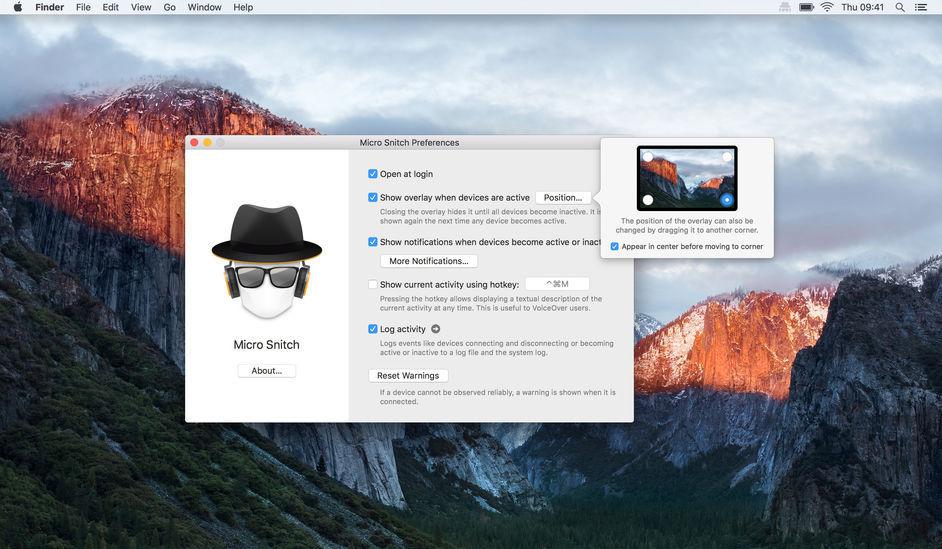 Finder File Edit View Go Window Help Thu 09:41
Micro Snitch Preferences
Micro Snitch
About...
Open at login
Show overlay when devices are active Position...
Closing the overlay hides it until all devices become inactive. It is
shown again the next time any device becomes active.
Show notifications when devices become active or inact
More Notifications...
Show current activity using hotkey: ^⌘M
Pressing the hotkey allows displaying a textual description of the
current activity at any time. This is useful to VoiceOver users.
Log activity
Logs events like devices connecting and disconnecting or becoming
active or inactive to a log file and the system log.
Reset Warnings
If a device cannot be observed reliably, a warning is shown when it is
connected.
The position of the overlay can also be
changed by dragging it to another corner.
Appear in center before moving to corner